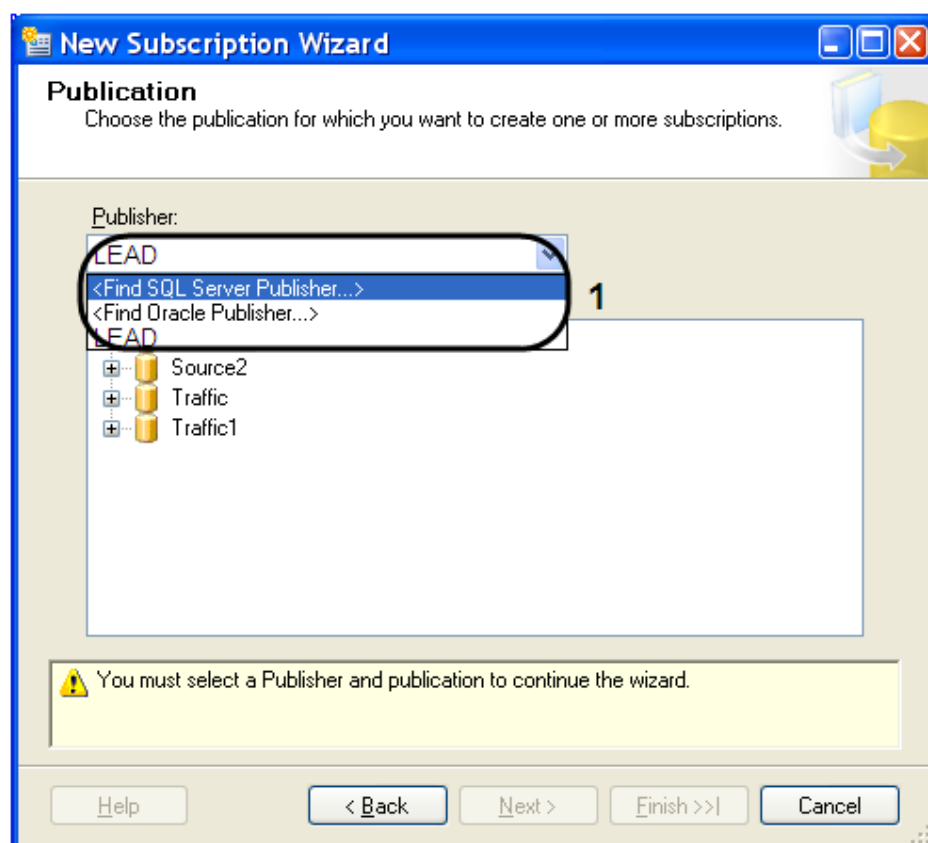 New Subscription Wizard
Publication
Choose the publication for which you want to create one or more subscriptions.
Publisher:
LEAD
<Find SQL Server Publisher...>
<Find Oracle Publisher...>
LEAD
1
Source2
Traffic
Traffic1
You must select a Publisher and publication to continue the wizard.
Help < Back Next > Finish >>| Cancel